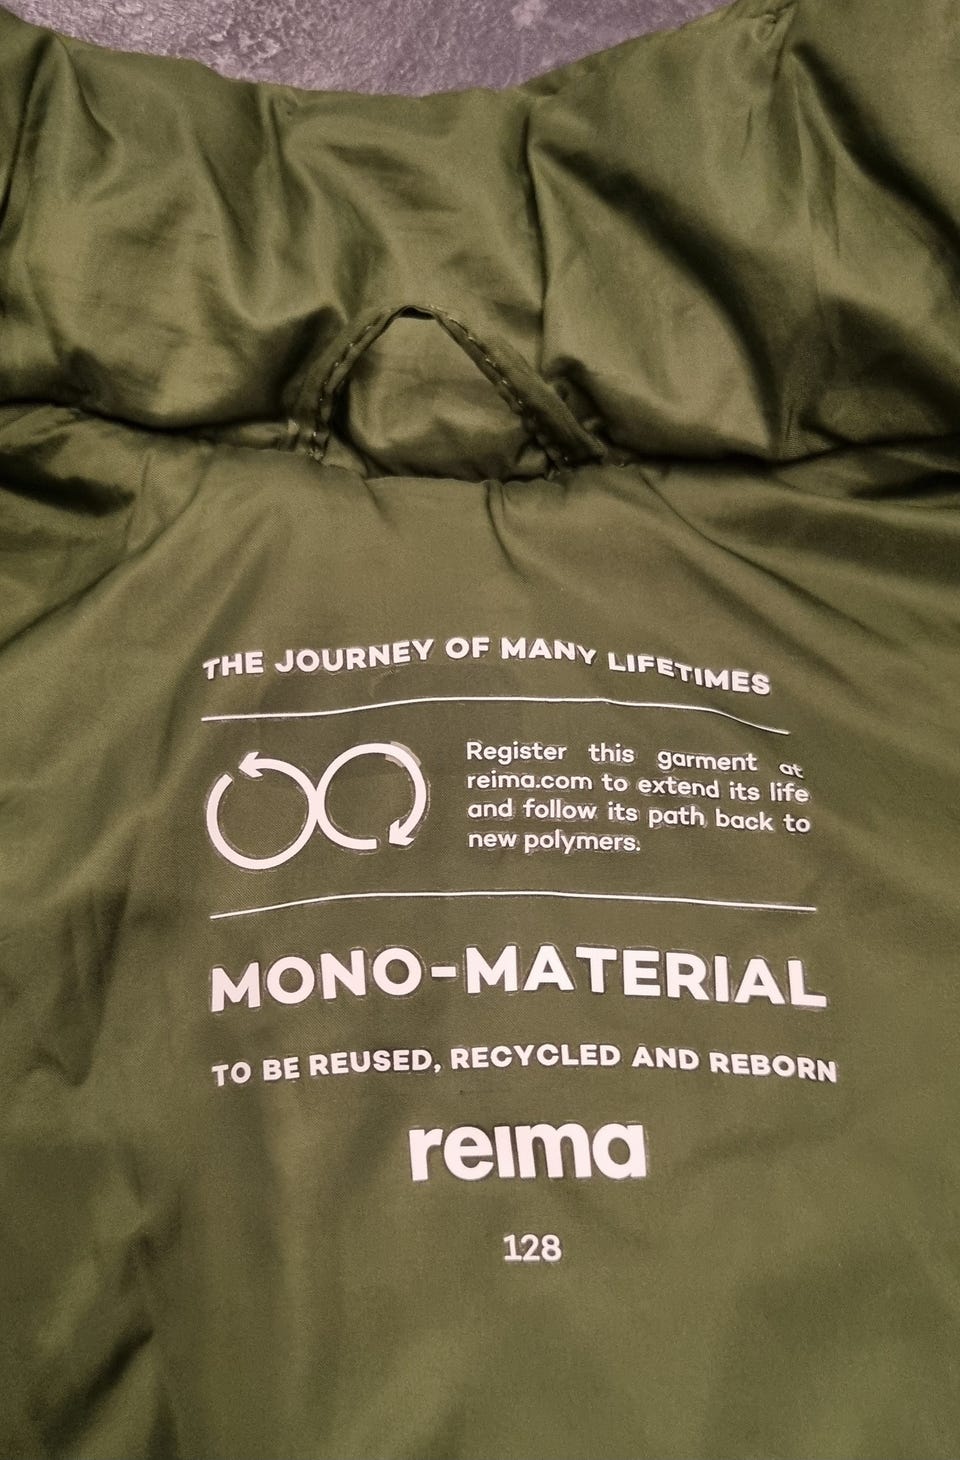 THE JOURNEY OF MANY LIFETIMES
Register this garment at
reima.com to extend its life
and follow its path back to
new polymers.
MONO-MATERIAL
TO BE REUSED, RECYCLED AND REBORN
reima
128